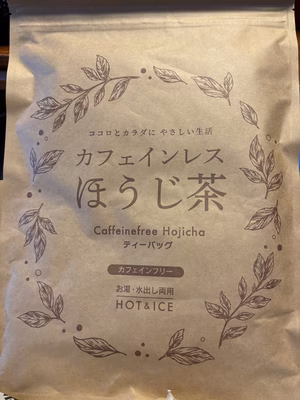 ココロとカラダに やさしい生活
カフェインレス
ほうじ茶
Caffeinefree Hojicha
ティーバッグ
カフェインフリー
お湯・水出し両用
HOT & ICE